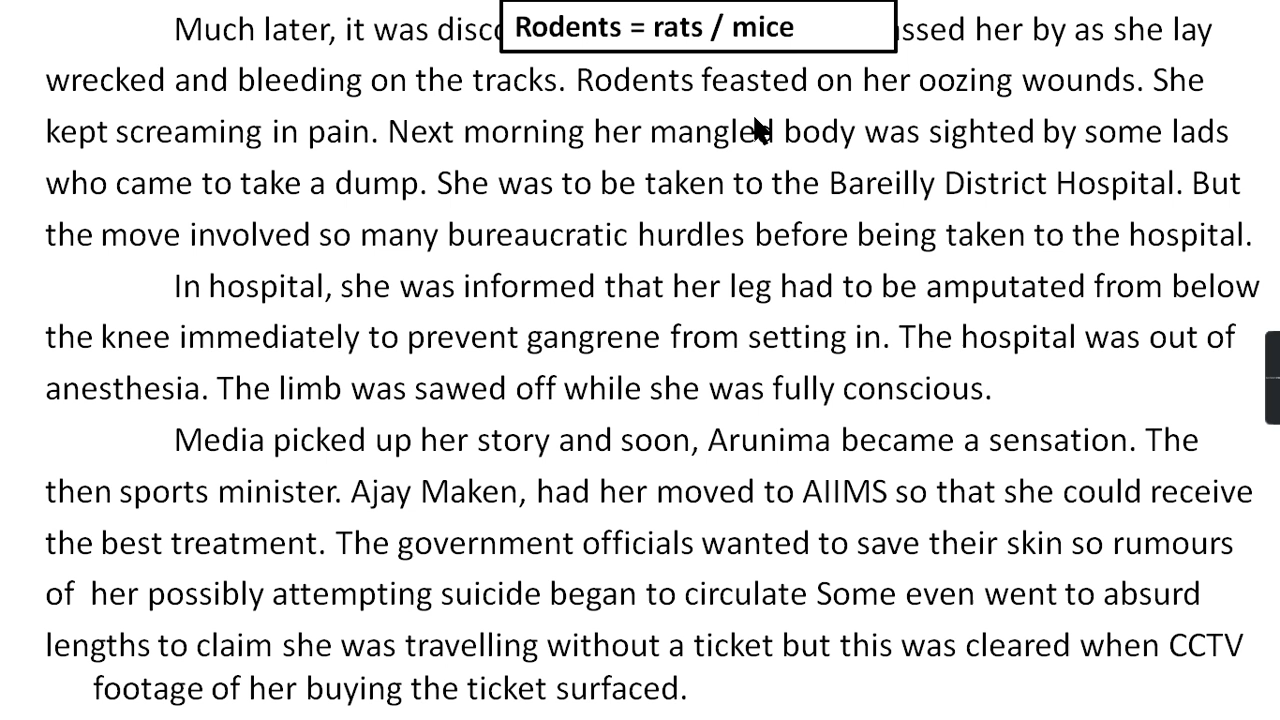 Much later, it was Rodents = rats / mice her by as she lay
wrecked and bleeding on the tracks. Rodents feasted on her oozing wounds. She
kept screaming in pain. Next morning her mangled body was sighted by some lads
who came to take a dump. She was to be taken to the Bareilly District Hospital. But
the move involved so many bureaucratic hurdles before being taken to the hospital.
In hospital, she was informed that her leg had to be amputated from below
the knee immediately to prevent gangrene from setting in. The hospital was out of
anesthesia. The limb was sawed off while she was fully conscious.
Media picked up her story and soon, Arunima became a sensation. The
then sports minister. Ajay Maken, had her moved to AIIMS so that she could receive
the best treatment. The government officials wanted to save their skin so rumours
of her possibly attempting suicide began to circulate Some even went to absurd
lengths to claim she was travelling without a ticket but this was cleared when CCTV
footage of her buying the ticket surfaced.